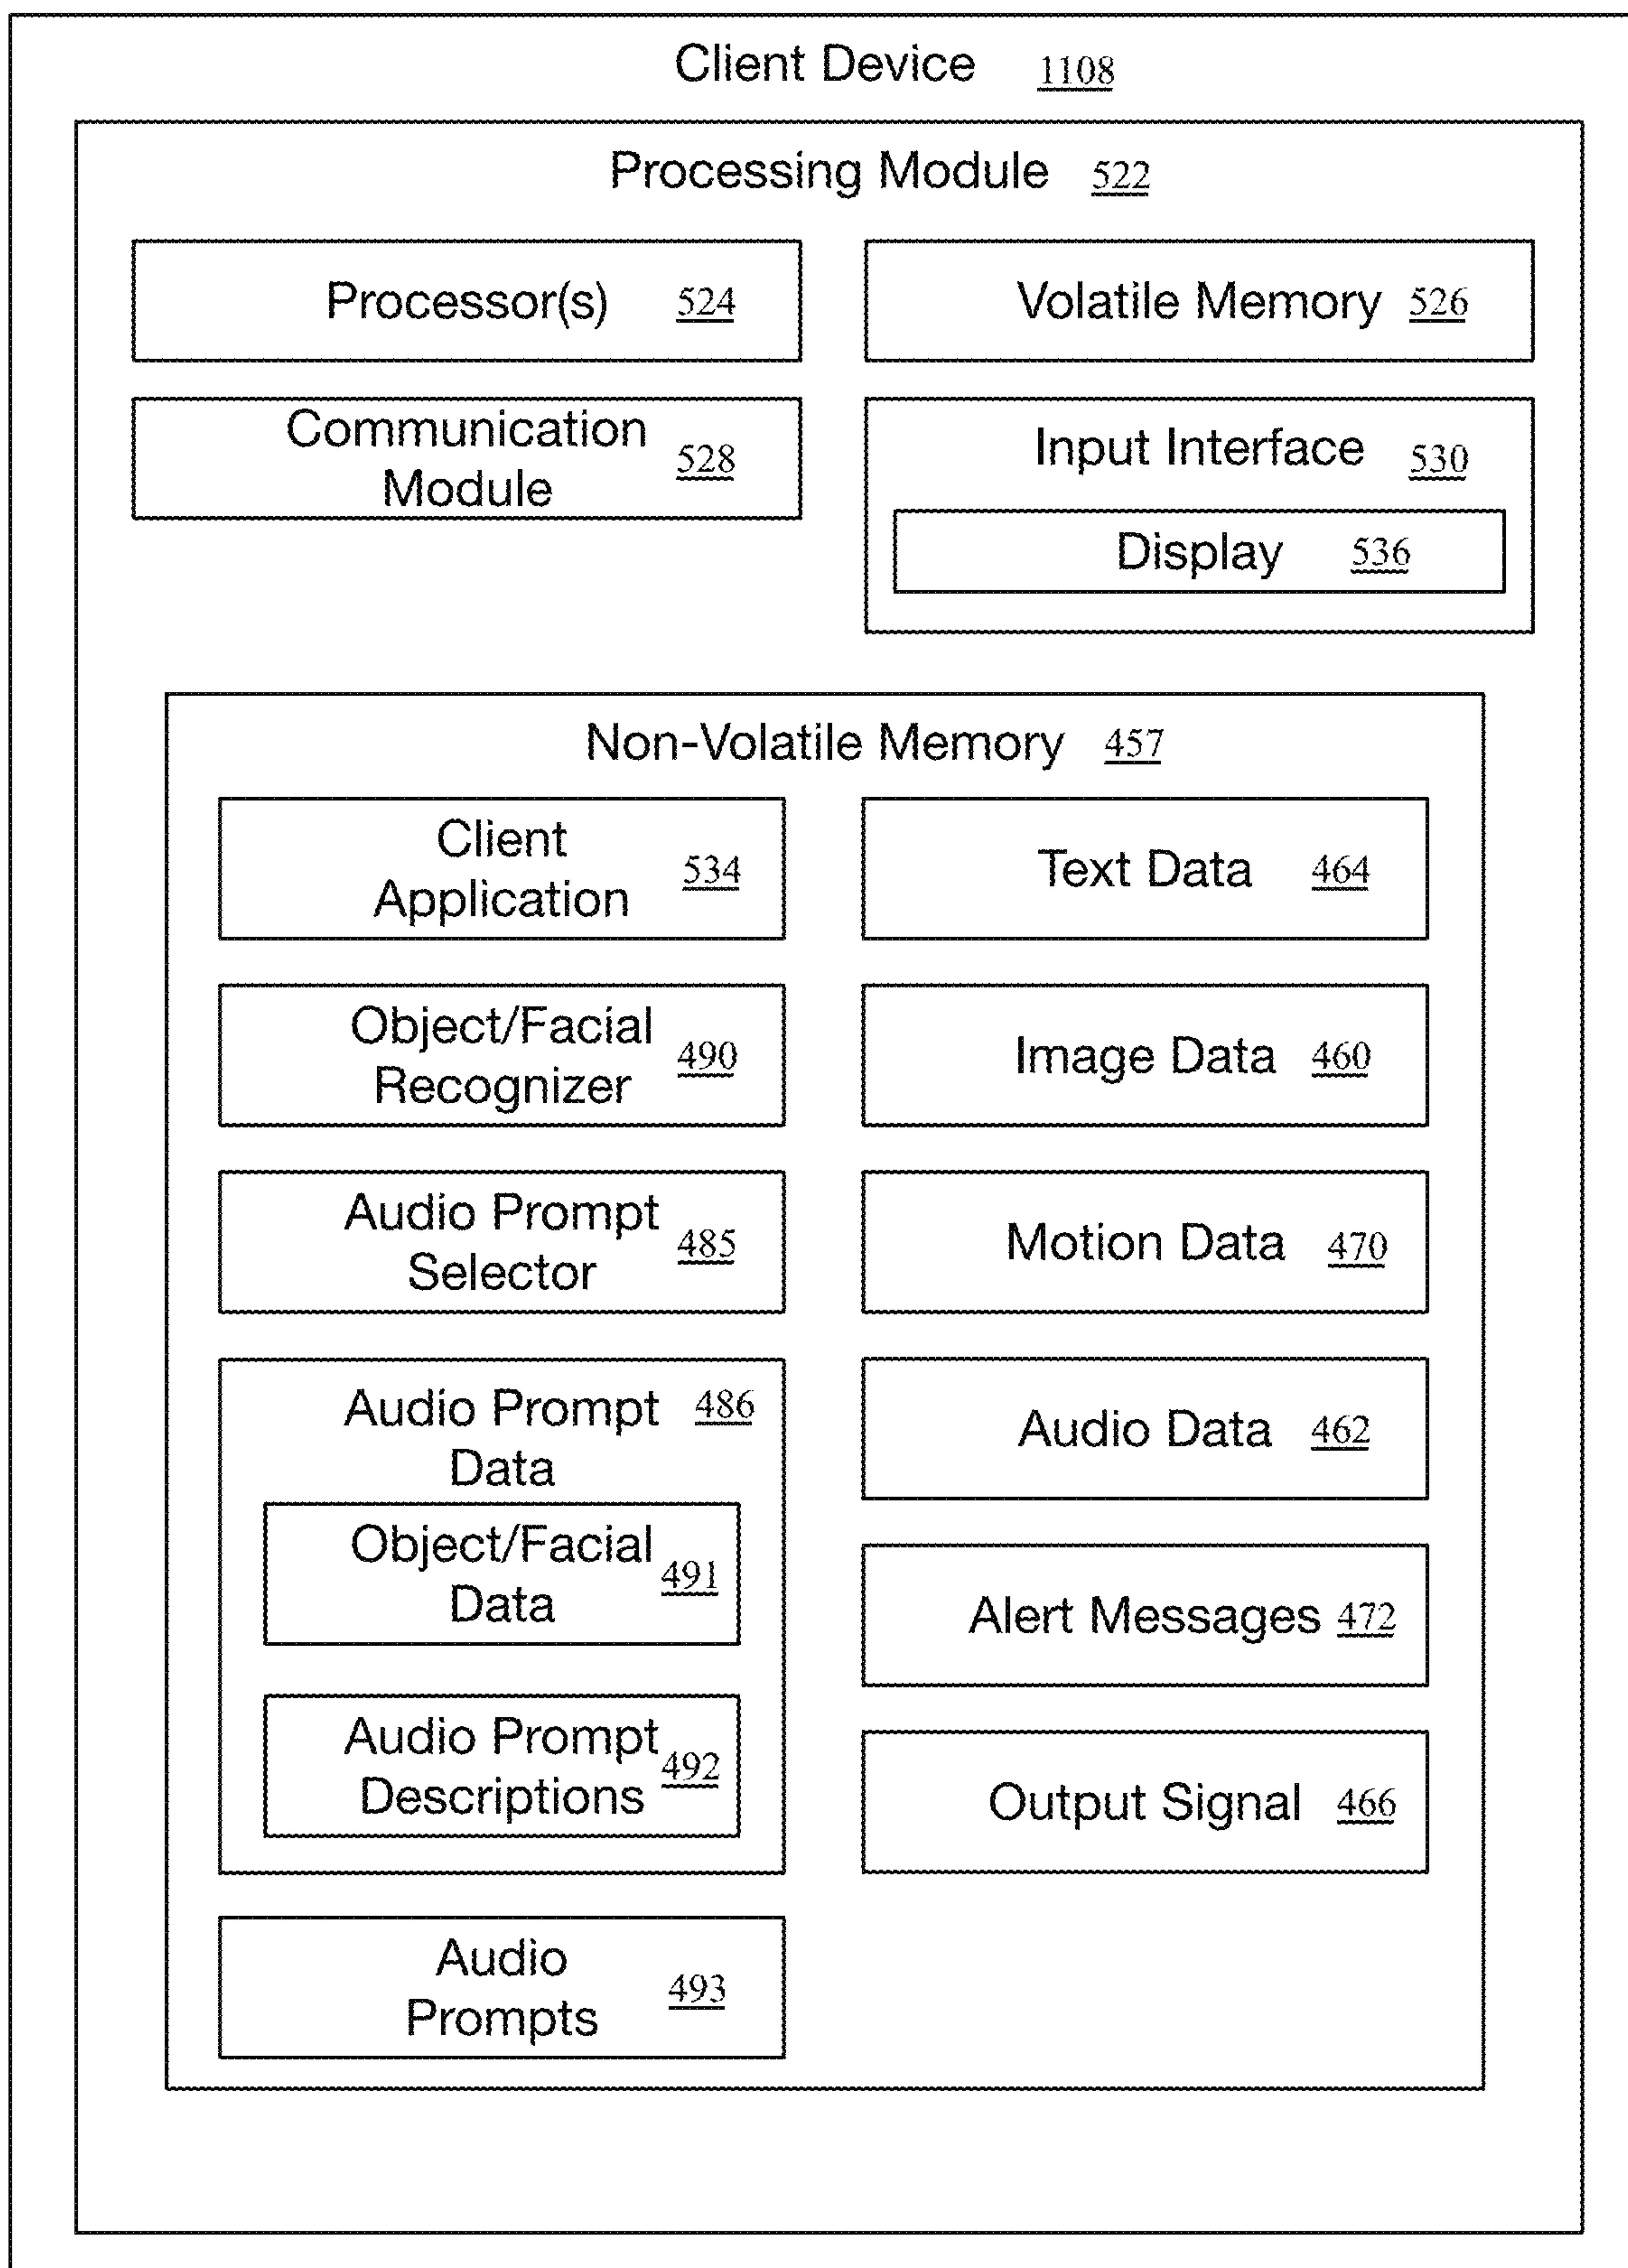 Client Device 1108
Processing Module 522
Processor(s) 524
Volatile Memory 526
Communication
Module 528
Input Interface 530
Display 536
Non-Volatile Memory 457
Client
Application 534
Text Data 464
Object/Facial
Recognizer 490
Image Data 460
Audio Prompt
Selector 485
Motion Data 470
Audio Prompt 486
Data
Object/Facial
Data 491
Audio Prompt
Descriptions 492
Audio Data 462
Alert Messages 472
Output Signal 466
Audio
Prompts 493